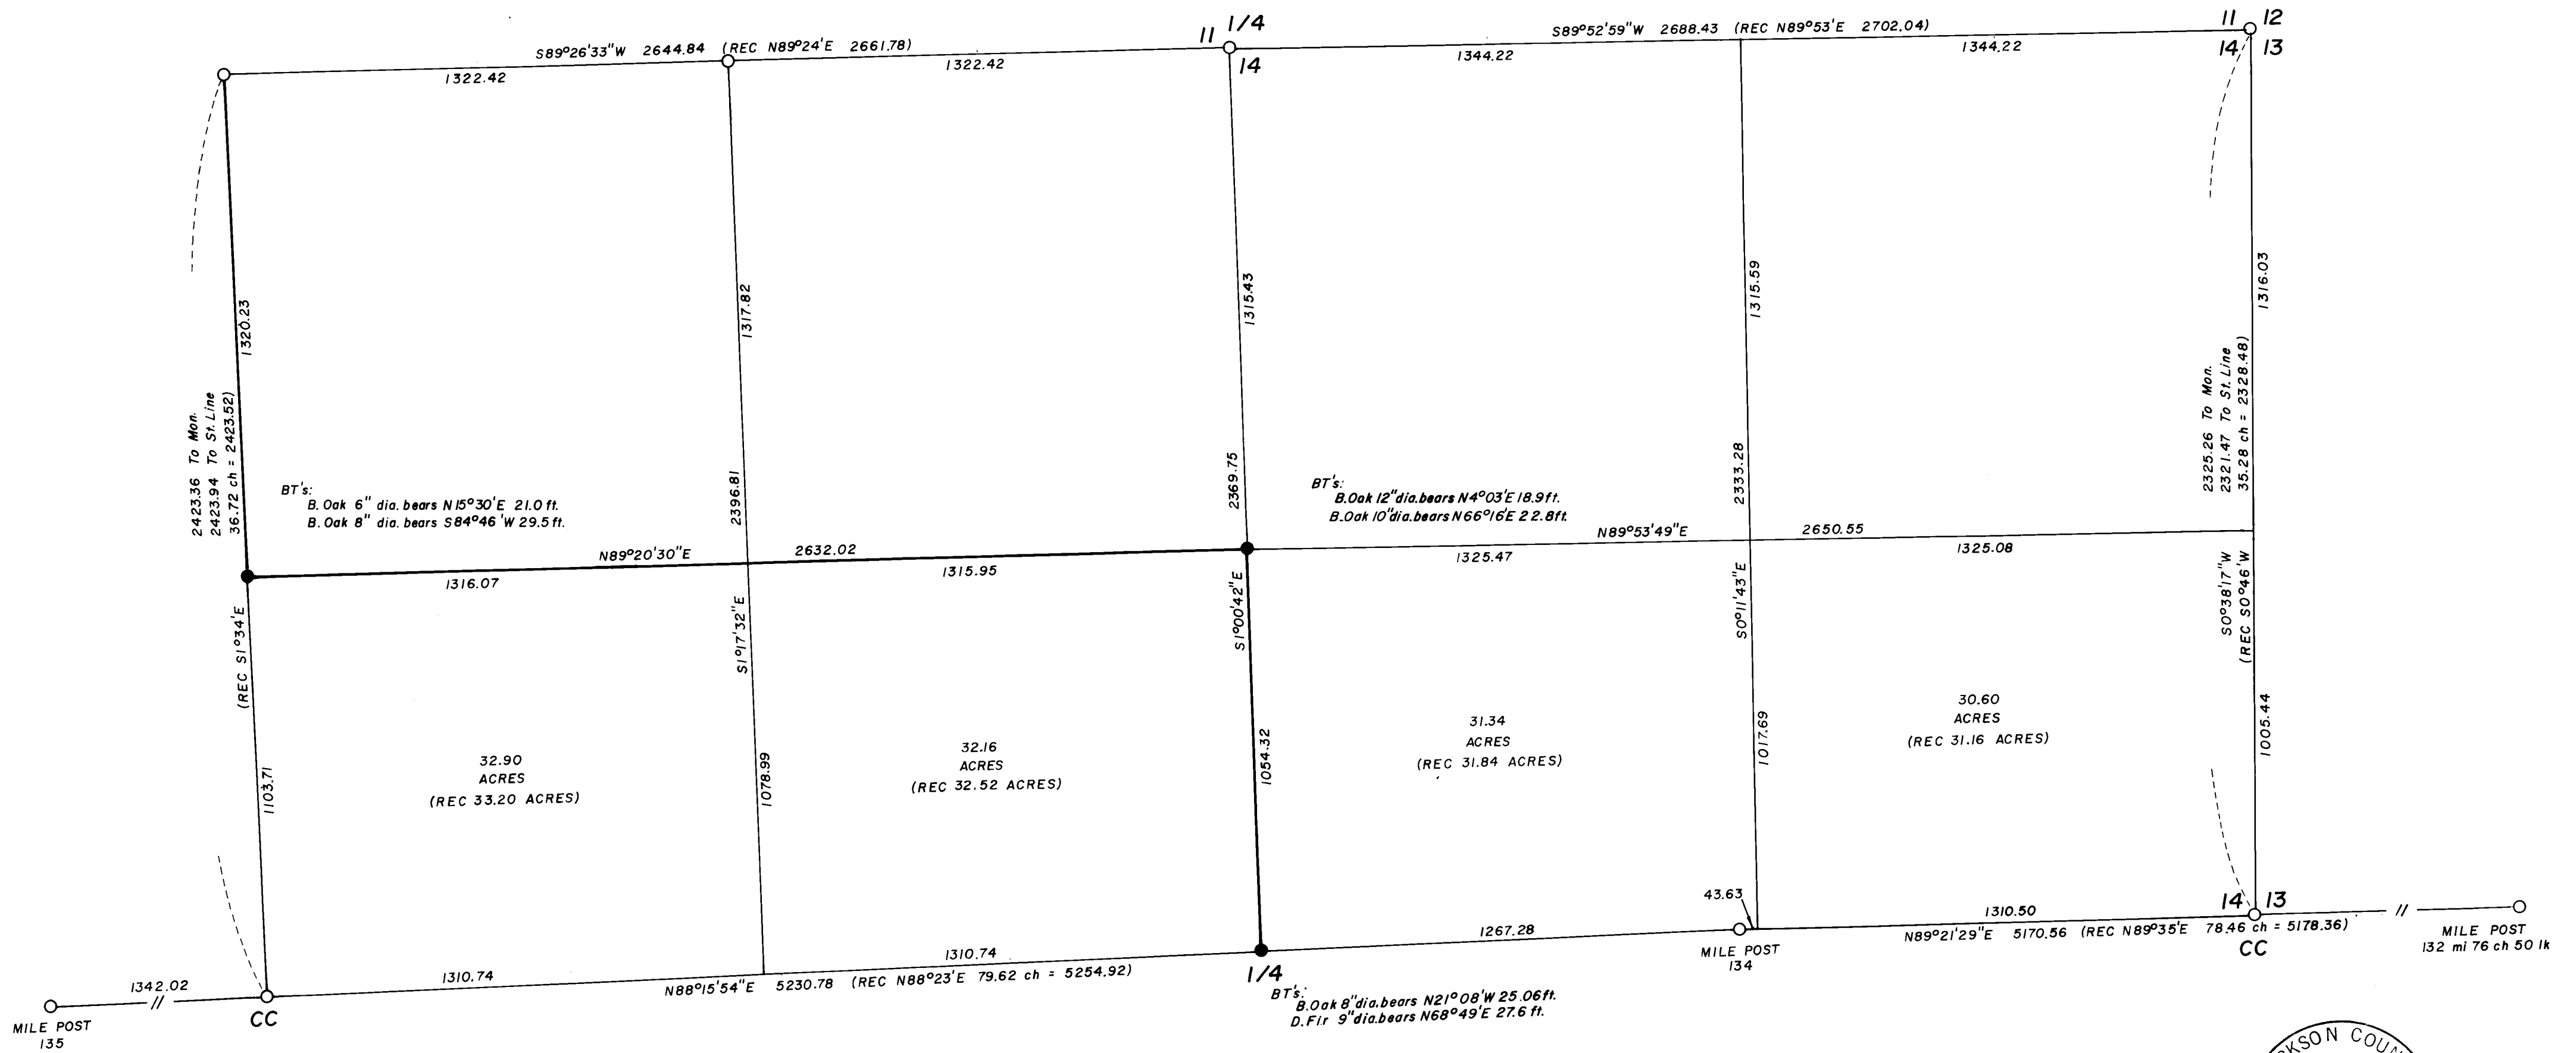 S89°26'33"W 2644.84 (REC N89°24'E 2661.78)
1322.42
1322.42
11 1/4
14
S89°52'59"W 2688.43 (REC N89°53'E 2702.04)
1344.22
1344.22
11 12
14 13
1320.23
1317.82
1315.43
1315.59
1316.03
2423.36 To Mon.
2423.94 To St. Line
36.72 ch = 2423.52)
(REC S1°34'E
BT's:
B. Oak 6" dia. bears N15°30'E 21.0 ft.
B. Oak 8" dia. bears S84°46'W 29.5 ft.
2396.81
S1°17'32"E
2369.75
S1°00'42"E
BT's:
B. Oak 12" dia. bears N4°03'E 18.9 ft.
B. Oak 10" dia. bears N66°16'E 22.8 ft.
2333.28
S0°11'43"E
2325.26 To Mon.
2321.47 To St. Line
35.28 ch = 2328.48)
S0°38'17"W
(REC S0°46'W
N89°20'30"E 2632.02
1316.07
1315.95
N89°53'49"E 2650.55
1325.47
1325.08
1103.71
32.90
ACRES
(REC 33.20 ACRES)
1078.99
32.16
ACRES
(REC 32.52 ACRES)
1054.32
31.34
ACRES
(REC 31.84 ACRES)
1017.69
30.60
ACRES
(REC 31.16 ACRES)
1005.44
43.63
14 13
CC
1342.02
MILE POST
135
CC
1310.74
1310.74
N88°15'54"E 5230.78 (REC N88°23'E 79.62 ch = 5254.92)
1/4
BT's:
B. Oak 8" dia. bears N21°08'W 25.06 ft.
D. Fir 9" dia. bears N68°49'E 27.6 ft.
1267.28
MILE POST
134
1310.50
N89°21'29"E 5170.56 (REC N89°35'E 78.46 ch = 5178.36)
MILE POST
132 mi 76 ch 50 lk